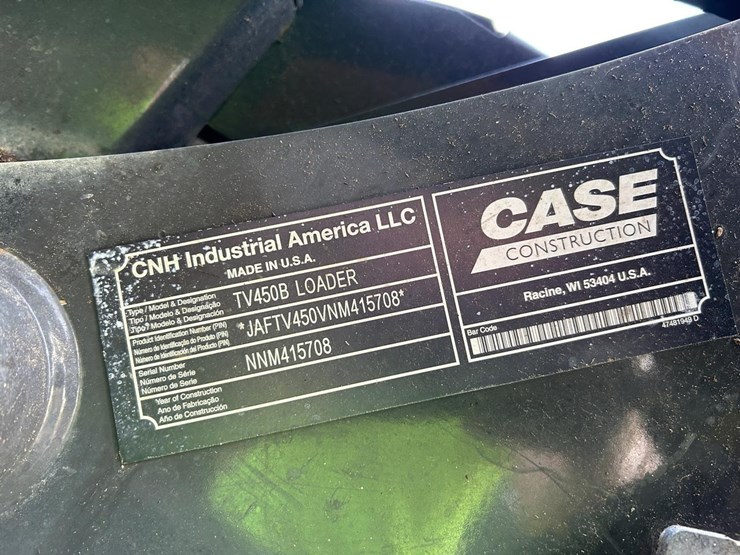 CNH Industrial America LLC
MADE IN U.S.A.
Type / Model & Designation
Tipo / Modelo & Designação
Tipo / Modelo & Designación
TV450B LOADER
Product Identification Number (PIN)
Número de Identificação do Produto (PIN)
Número de Identificación del Producto (PIN)
*JAFTV450VNM415708*
Serial Number
Número de Série
Número de Serie
NNM415708
Year of Construction
Ano de Fabricação
Año de Construcción
CASE
CONSTRUCTION
Racine, WI 53404 U.S.A.
Bar Code
47481949 D